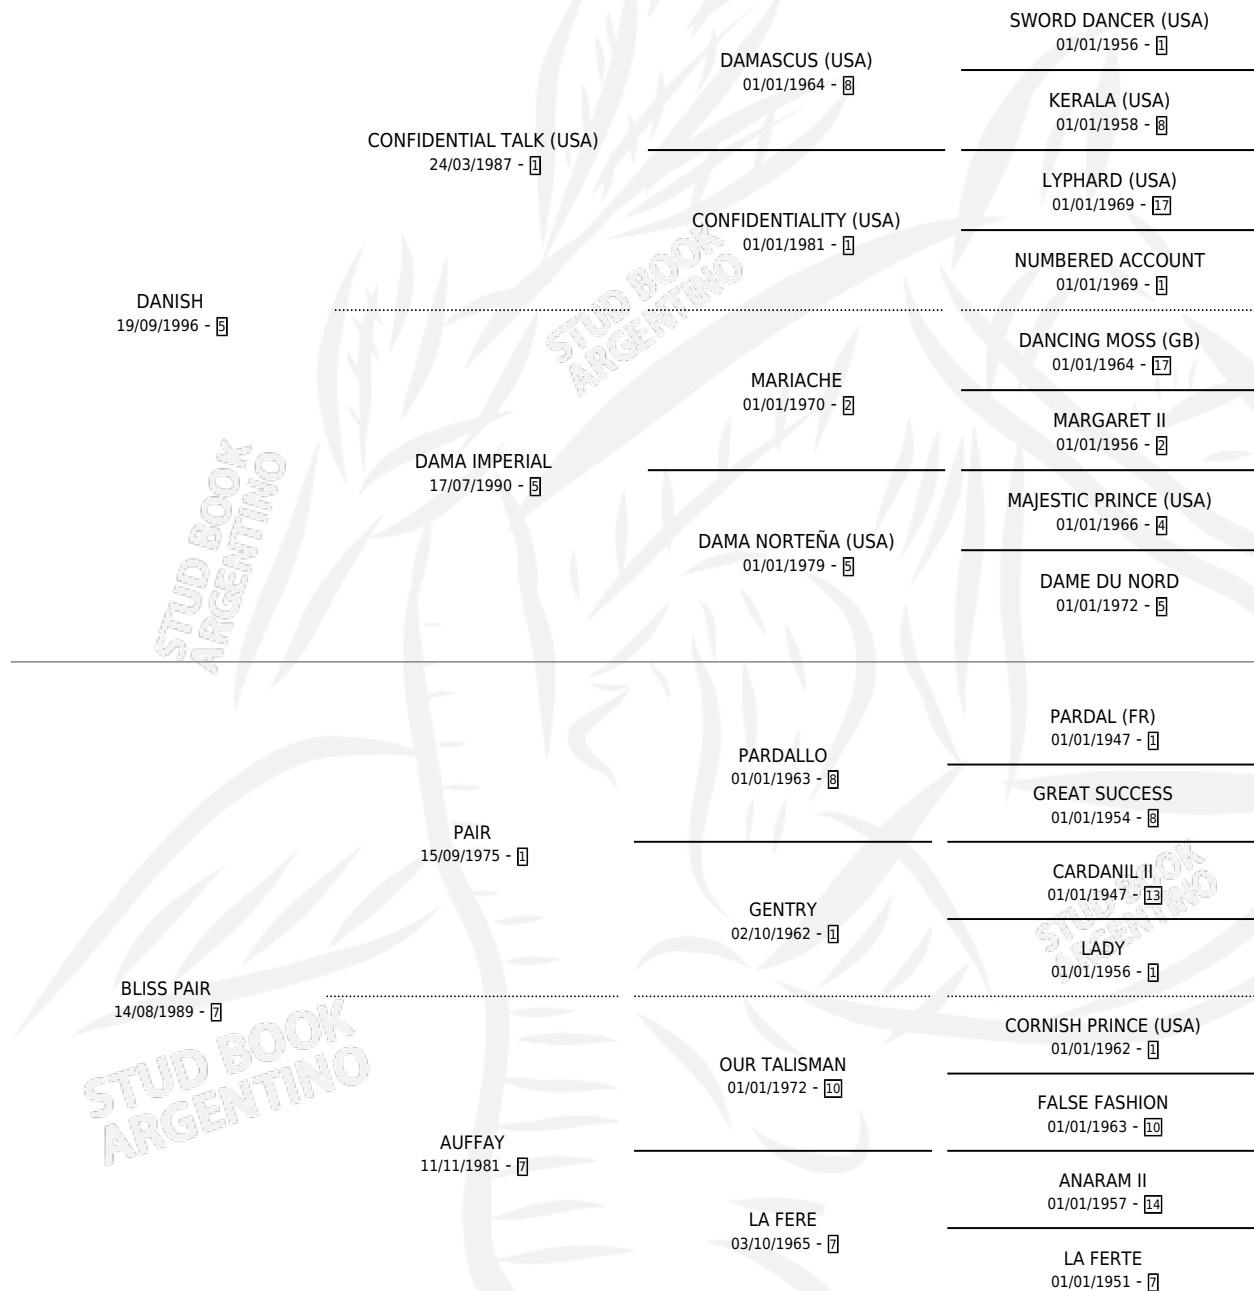 SWORD DANCER (USA)
01/01/1956 - 1
DAMASCUS (USA)
01/01/1964 - 8
KERALA (USA)
01/01/1958 - 8
CONFIDENTIAL TALK (USA)
24/03/1987 - 1
LYPHARD (USA)
01/01/1969 - 17
CONFIDENTIALITY (USA)
01/01/1981 - 1
NUMBERED ACCOUNT
01/01/1969 - 1
DANISH
19/09/1996 - 5
DANCING MOSS (GB)
01/01/1964 - 17
MARIACHE
01/01/1970 - 2
MARGARET II
01/01/1956 - 2
DAMA IMPERIAL
17/07/1990 - 5
MAJESTIC PRINCE (USA)
01/01/1966 - 4
DAMA NORTEÑA (USA)
01/01/1979 - 5
DAME DU NORD
01/01/1972 - 5
STUD BOOK
ARGENTINO
STUD BOOK
ARGENTINO
PARDAL (FR)
01/01/1947 - 1
PARDALLO
01/01/1963 - 8
GREAT SUCCESS
01/01/1954 - 8
PAIR
15/09/1975 - 1
CARDANIL II
01/01/1947 - 13
GENTRY
02/10/1962 - 1
LADY
01/01/1956 - 1
BLISS PAIR
14/08/1989 - 7
CORNISH PRINCE (USA)
01/01/1962 - 1
OUR TALISMAN
01/01/1972 - 10
FALSE FASHION
01/01/1963 - 10
AUFFAY
11/11/1981 - 7
ANARAM II
01/01/1957 - 14
LA FERE
03/10/1965 - 7
LA FERTE
01/01/1951 - 7
STUD BOOK
ARGENTINO
STUD BOOK
ARGENTINO